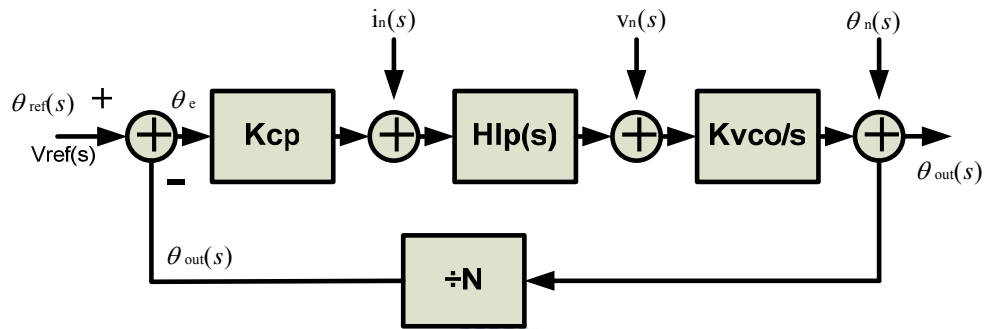 in(s)
vn(s)
θn(s)
θref(s)
+
θe
Kcp
Hlp(s)
Kvco/s
Vref(s)
−
θout(s)
θout(s)
÷N